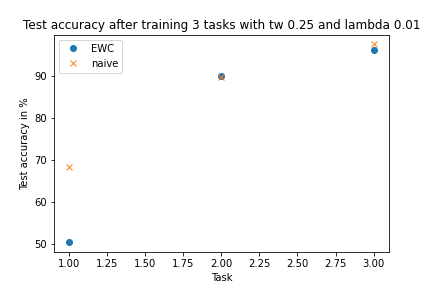 Test accuracy after training 3 tasks with tw 0.25 and lambda 0.01
EWC
naive
90
80
70
60
50
Test accuracy in %
1.00 1.25 1.50 1.75 2.00 2.25 2.50 2.75 3.00
Task